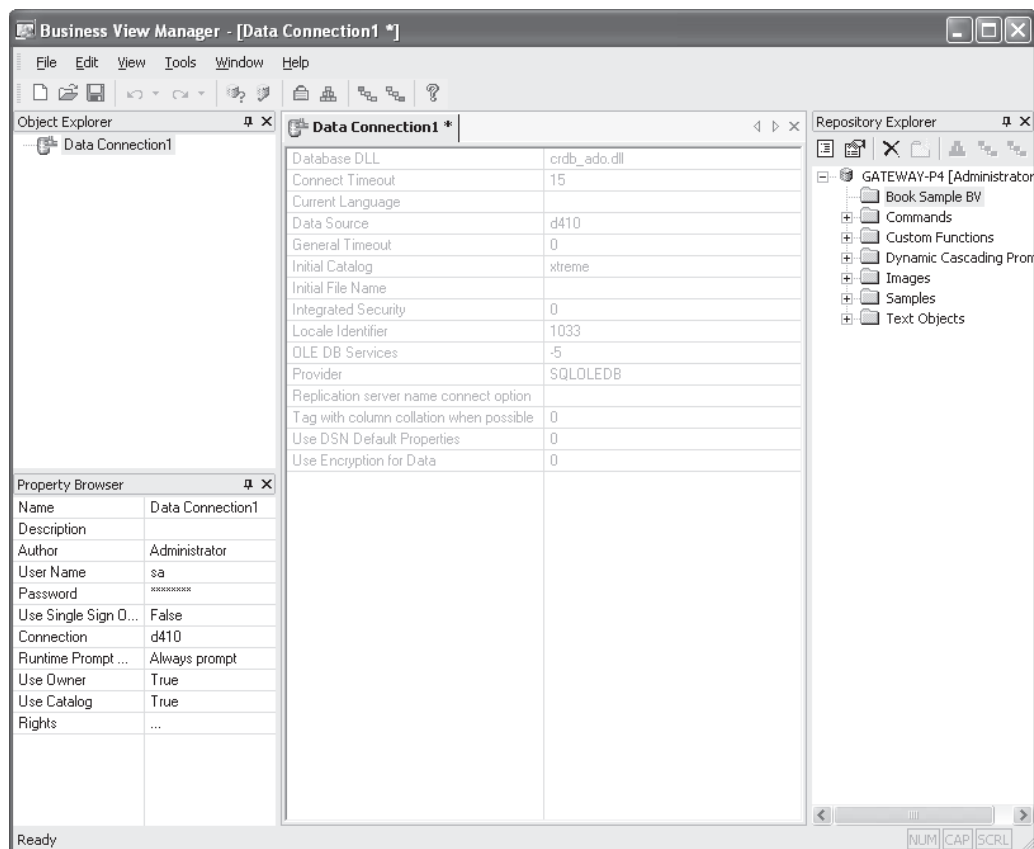 Business View Manager - [Data Connection1 *]
File Edit View Tools Window Help
Object Explorer
Data Connection1
Data Connection1 *
Database DLL crdb_ado.dll
Connect Timeout 15
Current Language
Data Source d410
General Timeout 0
Initial Catalog xtreme
Initial File Name
Integrated Security 0
Locale Identifier 1033
OLE DB Services -5
Provider SQLOLEDB
Replication server name connect option
Tag with column collation when possible 0
Use DSN Default Properties 0
Use Encryption for Data 0
Repository Explorer
GATEWAY-P4 [Administrator
Book Sample BV
Commands
Custom Functions
Dynamic Cascading Prom
Images
Samples
Text Objects
Property Browser
Name Data Connection1
Description
Author Administrator
User Name sa
Password ********
Use Single Sign O... False
Connection d410
Runtime Prompt ... Always prompt
Use Owner True
Use Catalog True
Rights ...
Ready
NUM CAP SCRL